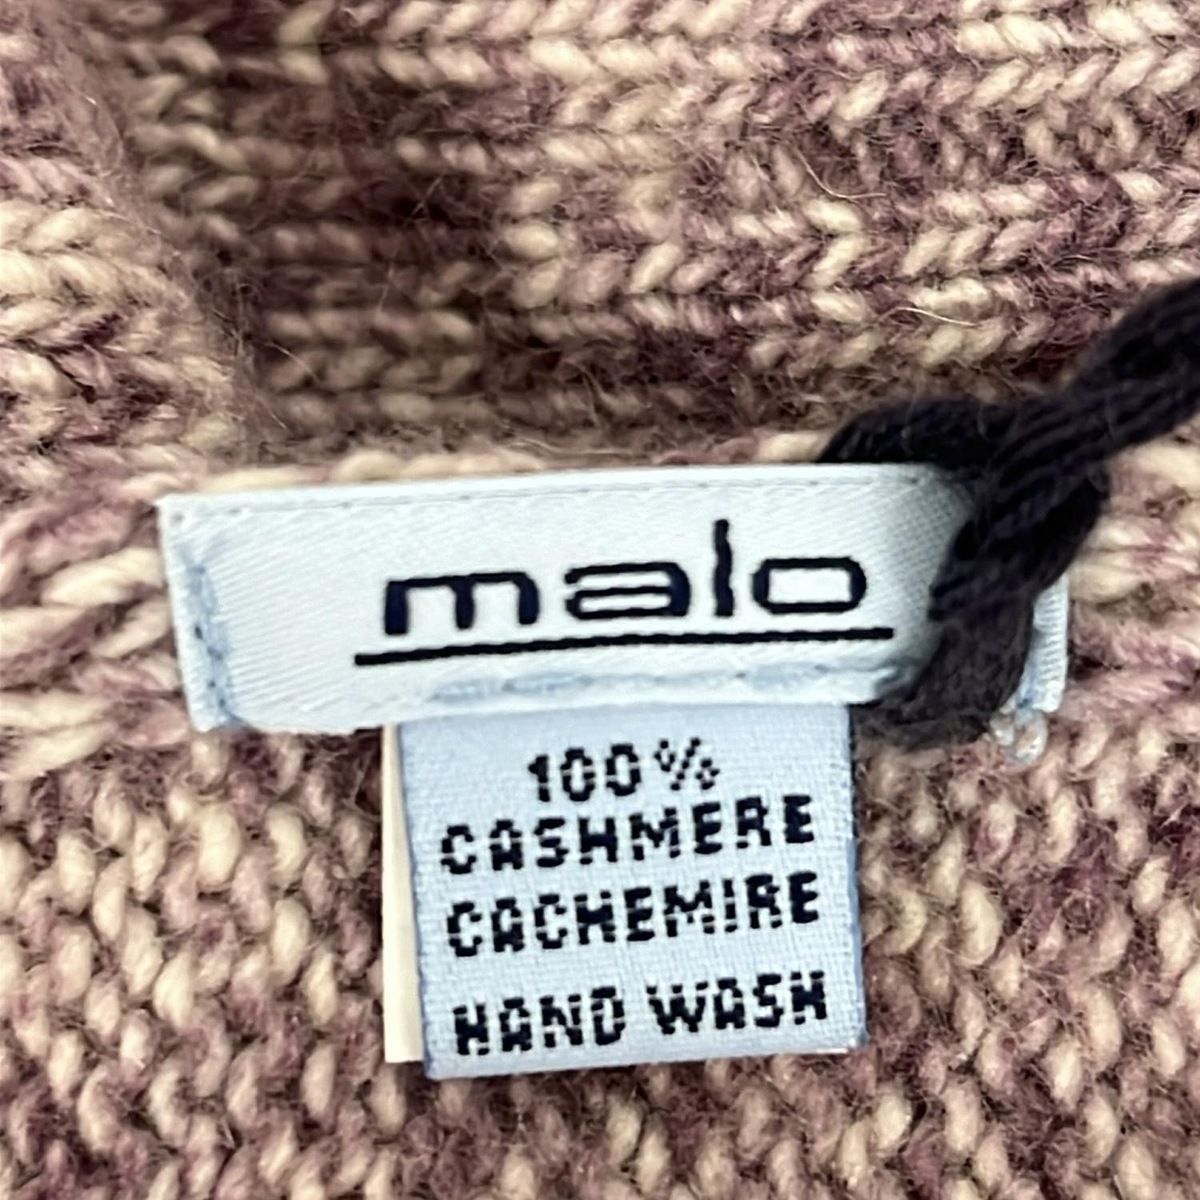 malo
100%
CASHMERE
CACHEMIRE
HAND WASH